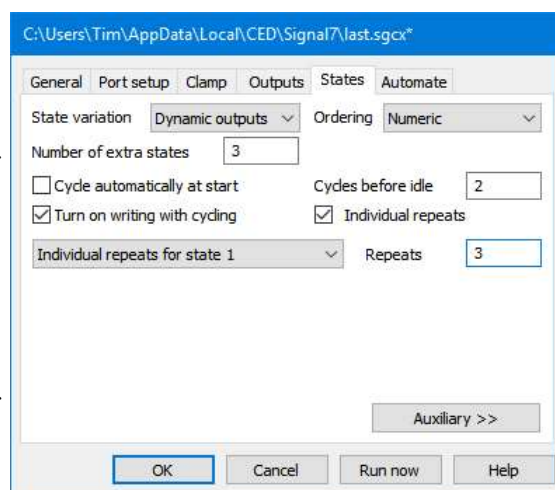 C:\Users\Tim\AppData\Local\CED\Signal7\last.sgcx*
General Port setup Clamp Outputs States Automate
State variation Dynamic outputs Ordering Numeric
Number of extra states 3
Cycle automatically at start Cycles before idle 2
Turn on writing with cycling Individual repeats
Individual repeats for state 1 Repeats 3
Auxiliary >>
OK Cancel Run now Help